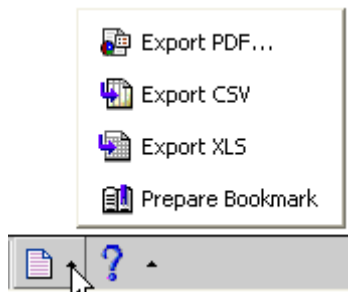 Export PDF...
Export CSV
Export XLS
Prepare Bookmark
?